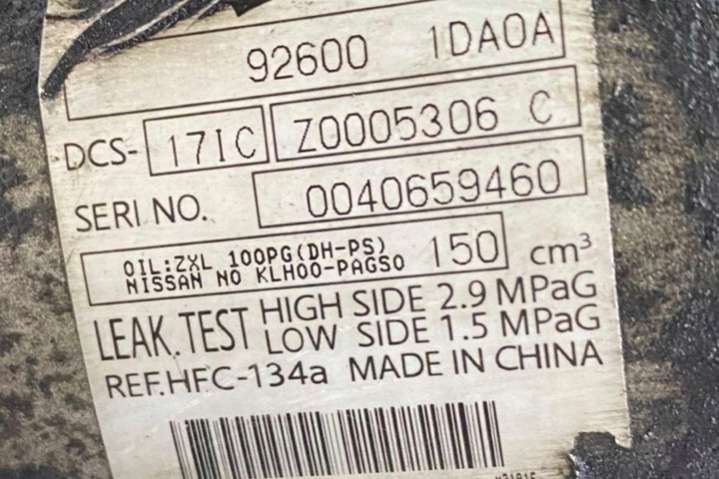 92600 1DA0A
DCS-17IC Z0005306 C
SERI NO. 0040659460
OIL:ZXL 100PG(DH-PS) 150 cm³
NISSAN NO KLH00-PAGS0
LEAK.TEST HIGH SIDE 2.9 MPaG
LOW SIDE 1.5 MPaG
REF.HFC-134a MADE IN CHINA